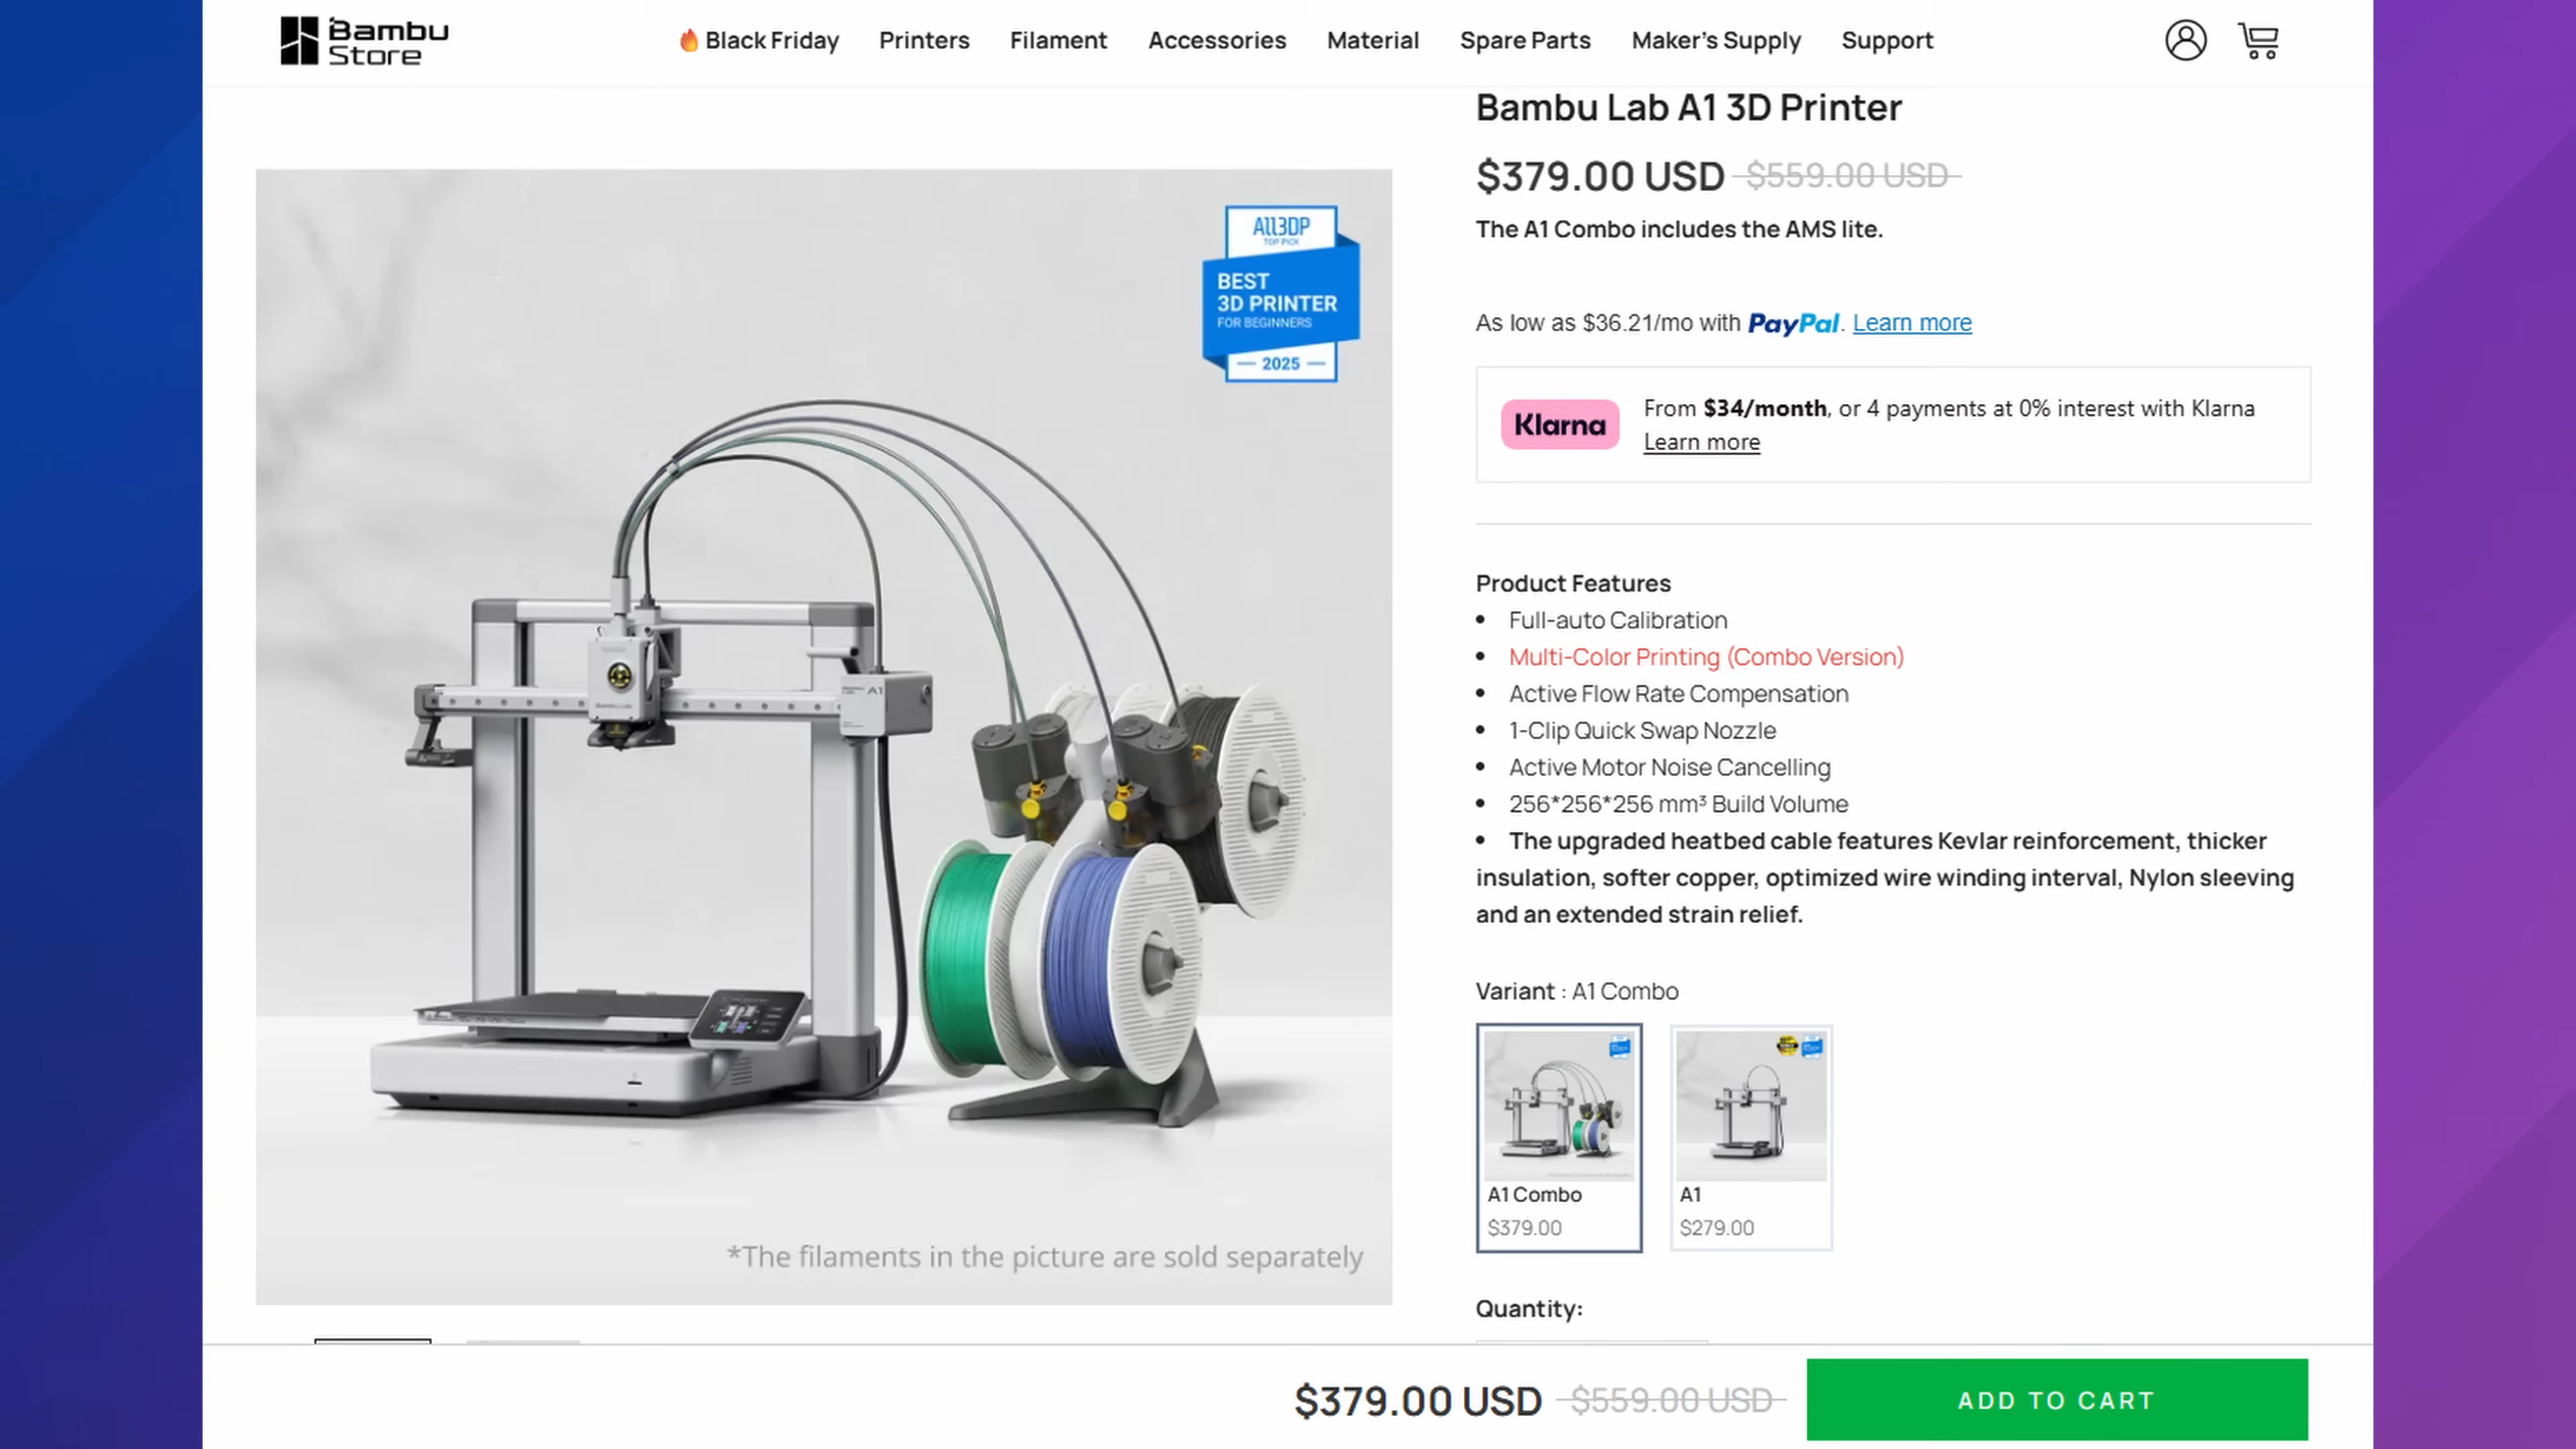 Bambu
Store
Black Friday
Printers
Filament
Accessories
Material
Spare Parts
Maker's Supply
Support
All3DP
TOP PICK
BEST
3D PRINTER
FOR BEGINNERS
2025
A1
*The filaments in the picture are sold separately
Bambu Lab A1 3D Printer
$379.00 USD $559.00 USD
The A1 Combo includes the AMS lite.
As low as $36.21/mo with PayPal. Learn more
Klarna
From $34/month, or 4 payments at 0% interest with Klarna
Learn more
Product Features
• Full-auto Calibration
• Multi-Color Printing (Combo Version)
• Active Flow Rate Compensation
• 1-Clip Quick Swap Nozzle
• Active Motor Noise Cancelling
• 256*256*256 mm³ Build Volume
• The upgraded heatbed cable features Kevlar reinforcement, thicker
insulation, softer copper, optimized wire winding interval, Nylon sleeving
and an extended strain relief.
Variant : A1 Combo
A1 Combo
$379.00
A1
$279.00
Quantity:
$379.00 USD $559.00 USD
ADD TO CART